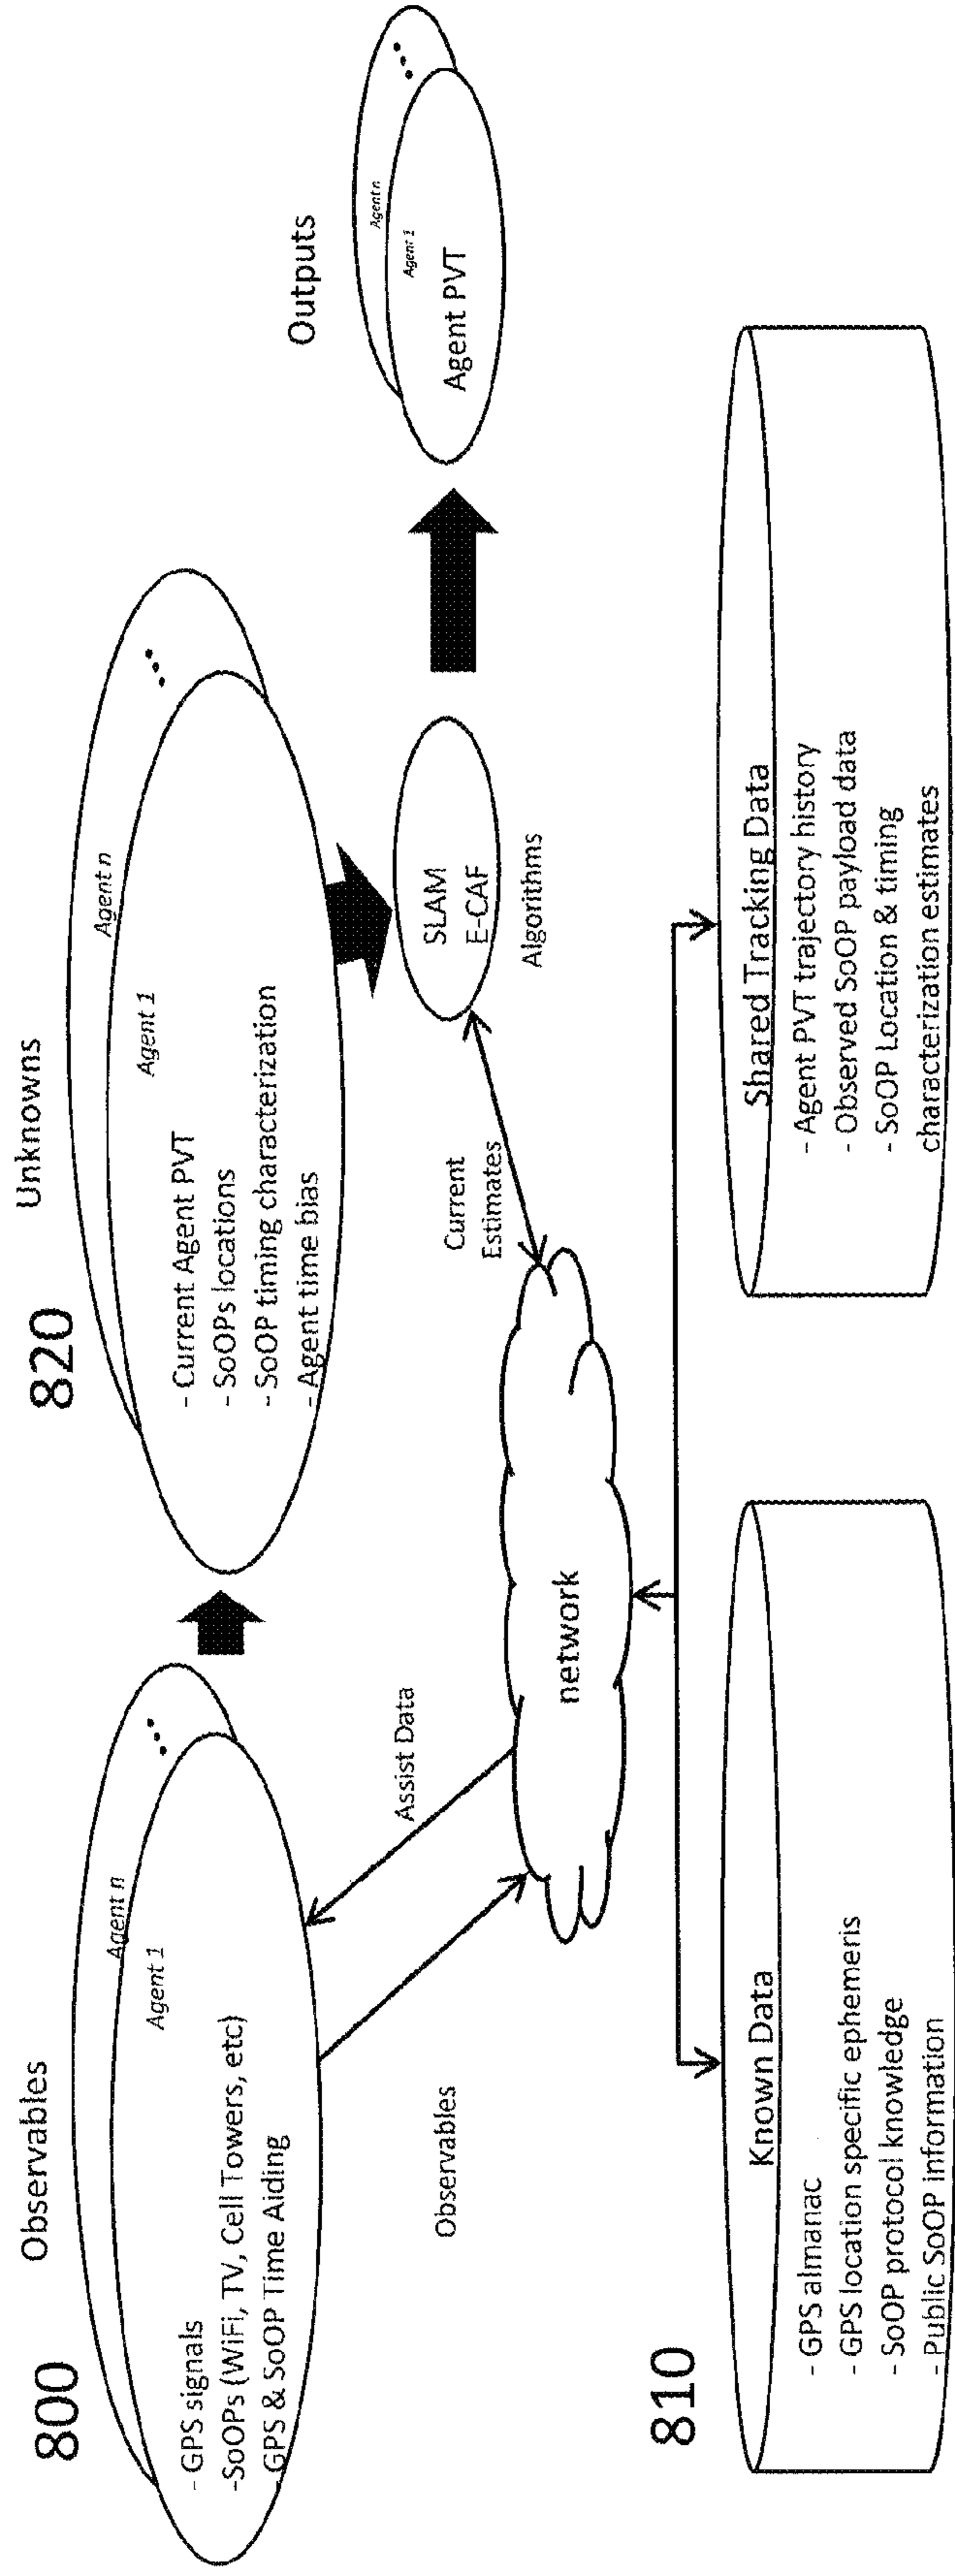 800
Observables
Agent n
Agent 1
- GPS signals
-SoOPs (WiFi, TV, Cell Towers, etc)
-GPS & SoOP Time Aiding
820
Unknowns
Agent n
Agent 1
- Current Agent PVT
- SoOPs locations
- SoOP timing characterization
- Agent time bias
Outputs
Agent n
Agent 1
Agent PVT
SLAM
E-CAF
Algorithms
Current
Estimates
Assist Data
Observables
network
810
Known Data
- GPS almanac
- GPS location specific ephemeris
- SoOP protocol knowledge
- Public SoOP information
Shared Tracking Data
- Agent PVT trajectory history
- Observed SoOP payload data
- SoOP Location & timing
characterization estimates